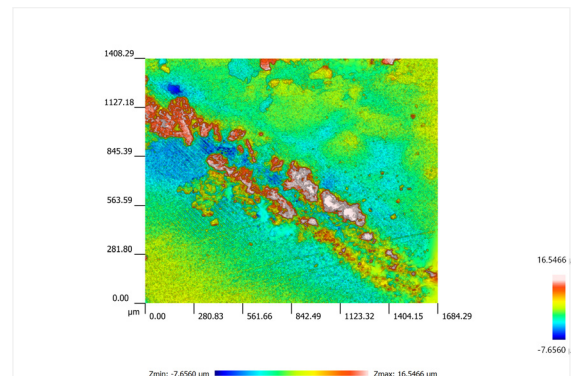 1408.29
1127.18
845.39
563.59
281.80
0.00
µm
0.00 280.83 561.66 842.49 1123.32 1404.15 1684.29
16.5466
-7.6560
Zmin: -7.6560 µm Zmax: 16.5466 µm